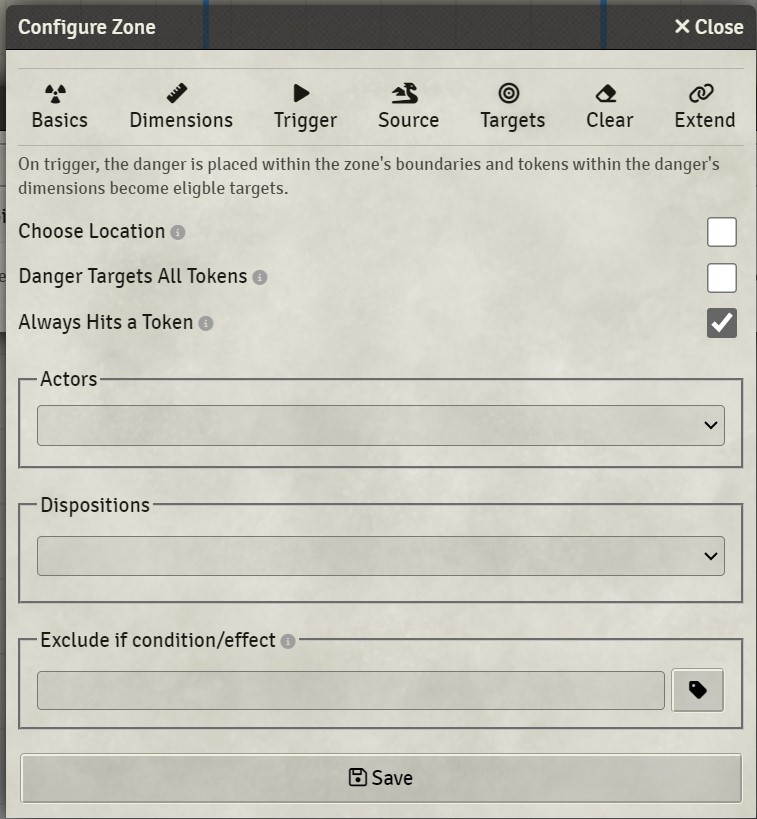 Configure Zone
Close
Basics Dimensions Trigger Source Targets Clear Extend
On trigger, the danger is placed within the zone's boundaries and tokens within the danger's
dimensions become eligble targets.
Choose Location
Danger Targets All Tokens
Always Hits a Token
Actors
Dispositions
Exclude if condition/effect
Save